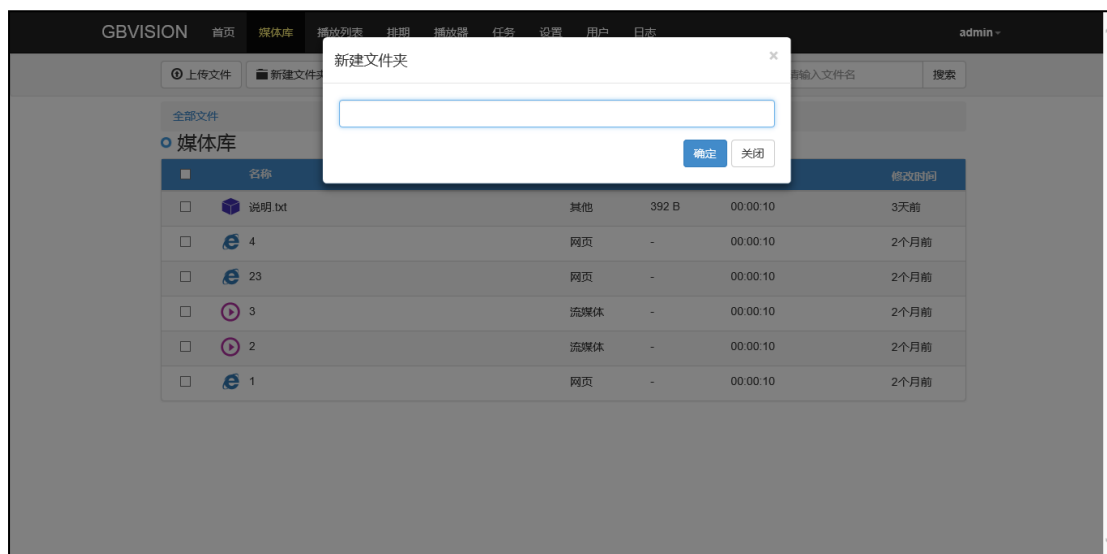 GBVISION 首页 媒体库 播放列表 排期 播放器 任务 设置 用户 日志 admin
新建文件夹 ×
上传文件 新建文件夹 输入文件名 搜索
全部文件
媒体库
确定 关闭
名称 修改时间
说明.txt 其他 392 B 00:00:10 3天前
4 网页 - 00:00:10 2个月前
23 网页 - 00:00:10 2个月前
3 流媒体 - 00:00:10 2个月前
2 流媒体 - 00:00:10 2个月前
1 网页 - 00:00:10 2个月前